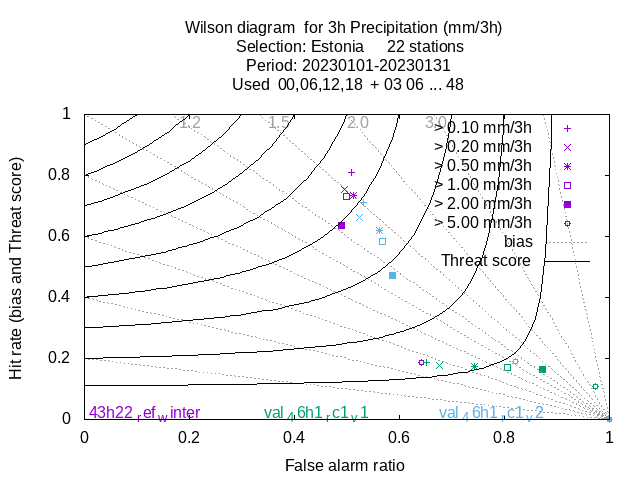 Wilson diagram  for 3h Precipitation (mm/3h)
Selection: Estonia     22 stations
Period: 20230101-20230131
Used  00,06,12,18  + 03 06 ... 48
Hit rate (bias and Threat score)
1
0.8
0.6
0.4
0.2
0
1.2
1.5
2.0
3.0
> 0.10 mm/3h
> 0.20 mm/3h
> 0.50 mm/3h
> 1.00 mm/3h
> 2.00 mm/3h
> 5.00 mm/3h
bias
Threat score
43h22_ref_winter
val_46h1_rc1_v1
val_46h1_rc1_v2
0 0.2 0.4 0.6 0.8 1
False alarm ratio